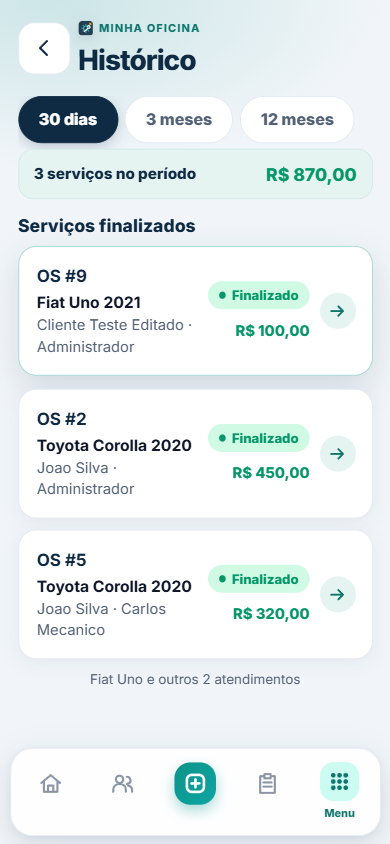 MINHA OFICINA
Histórico
30 dias
3 meses
12 meses
3 serviços no período
R$ 870,00
Serviços finalizados
OS #9
Fiat Uno 2021
Cliente Teste Editado ·
Administrador
Finalizado
R$ 100,00
OS #2
Toyota Corolla 2020
Joao Silva ·
Administrador
Finalizado
R$ 450,00
OS #5
Toyota Corolla 2020
Joao Silva · Carlos
Mecanico
Finalizado
R$ 320,00
Fiat Uno e outros 2 atendimentos
Menu